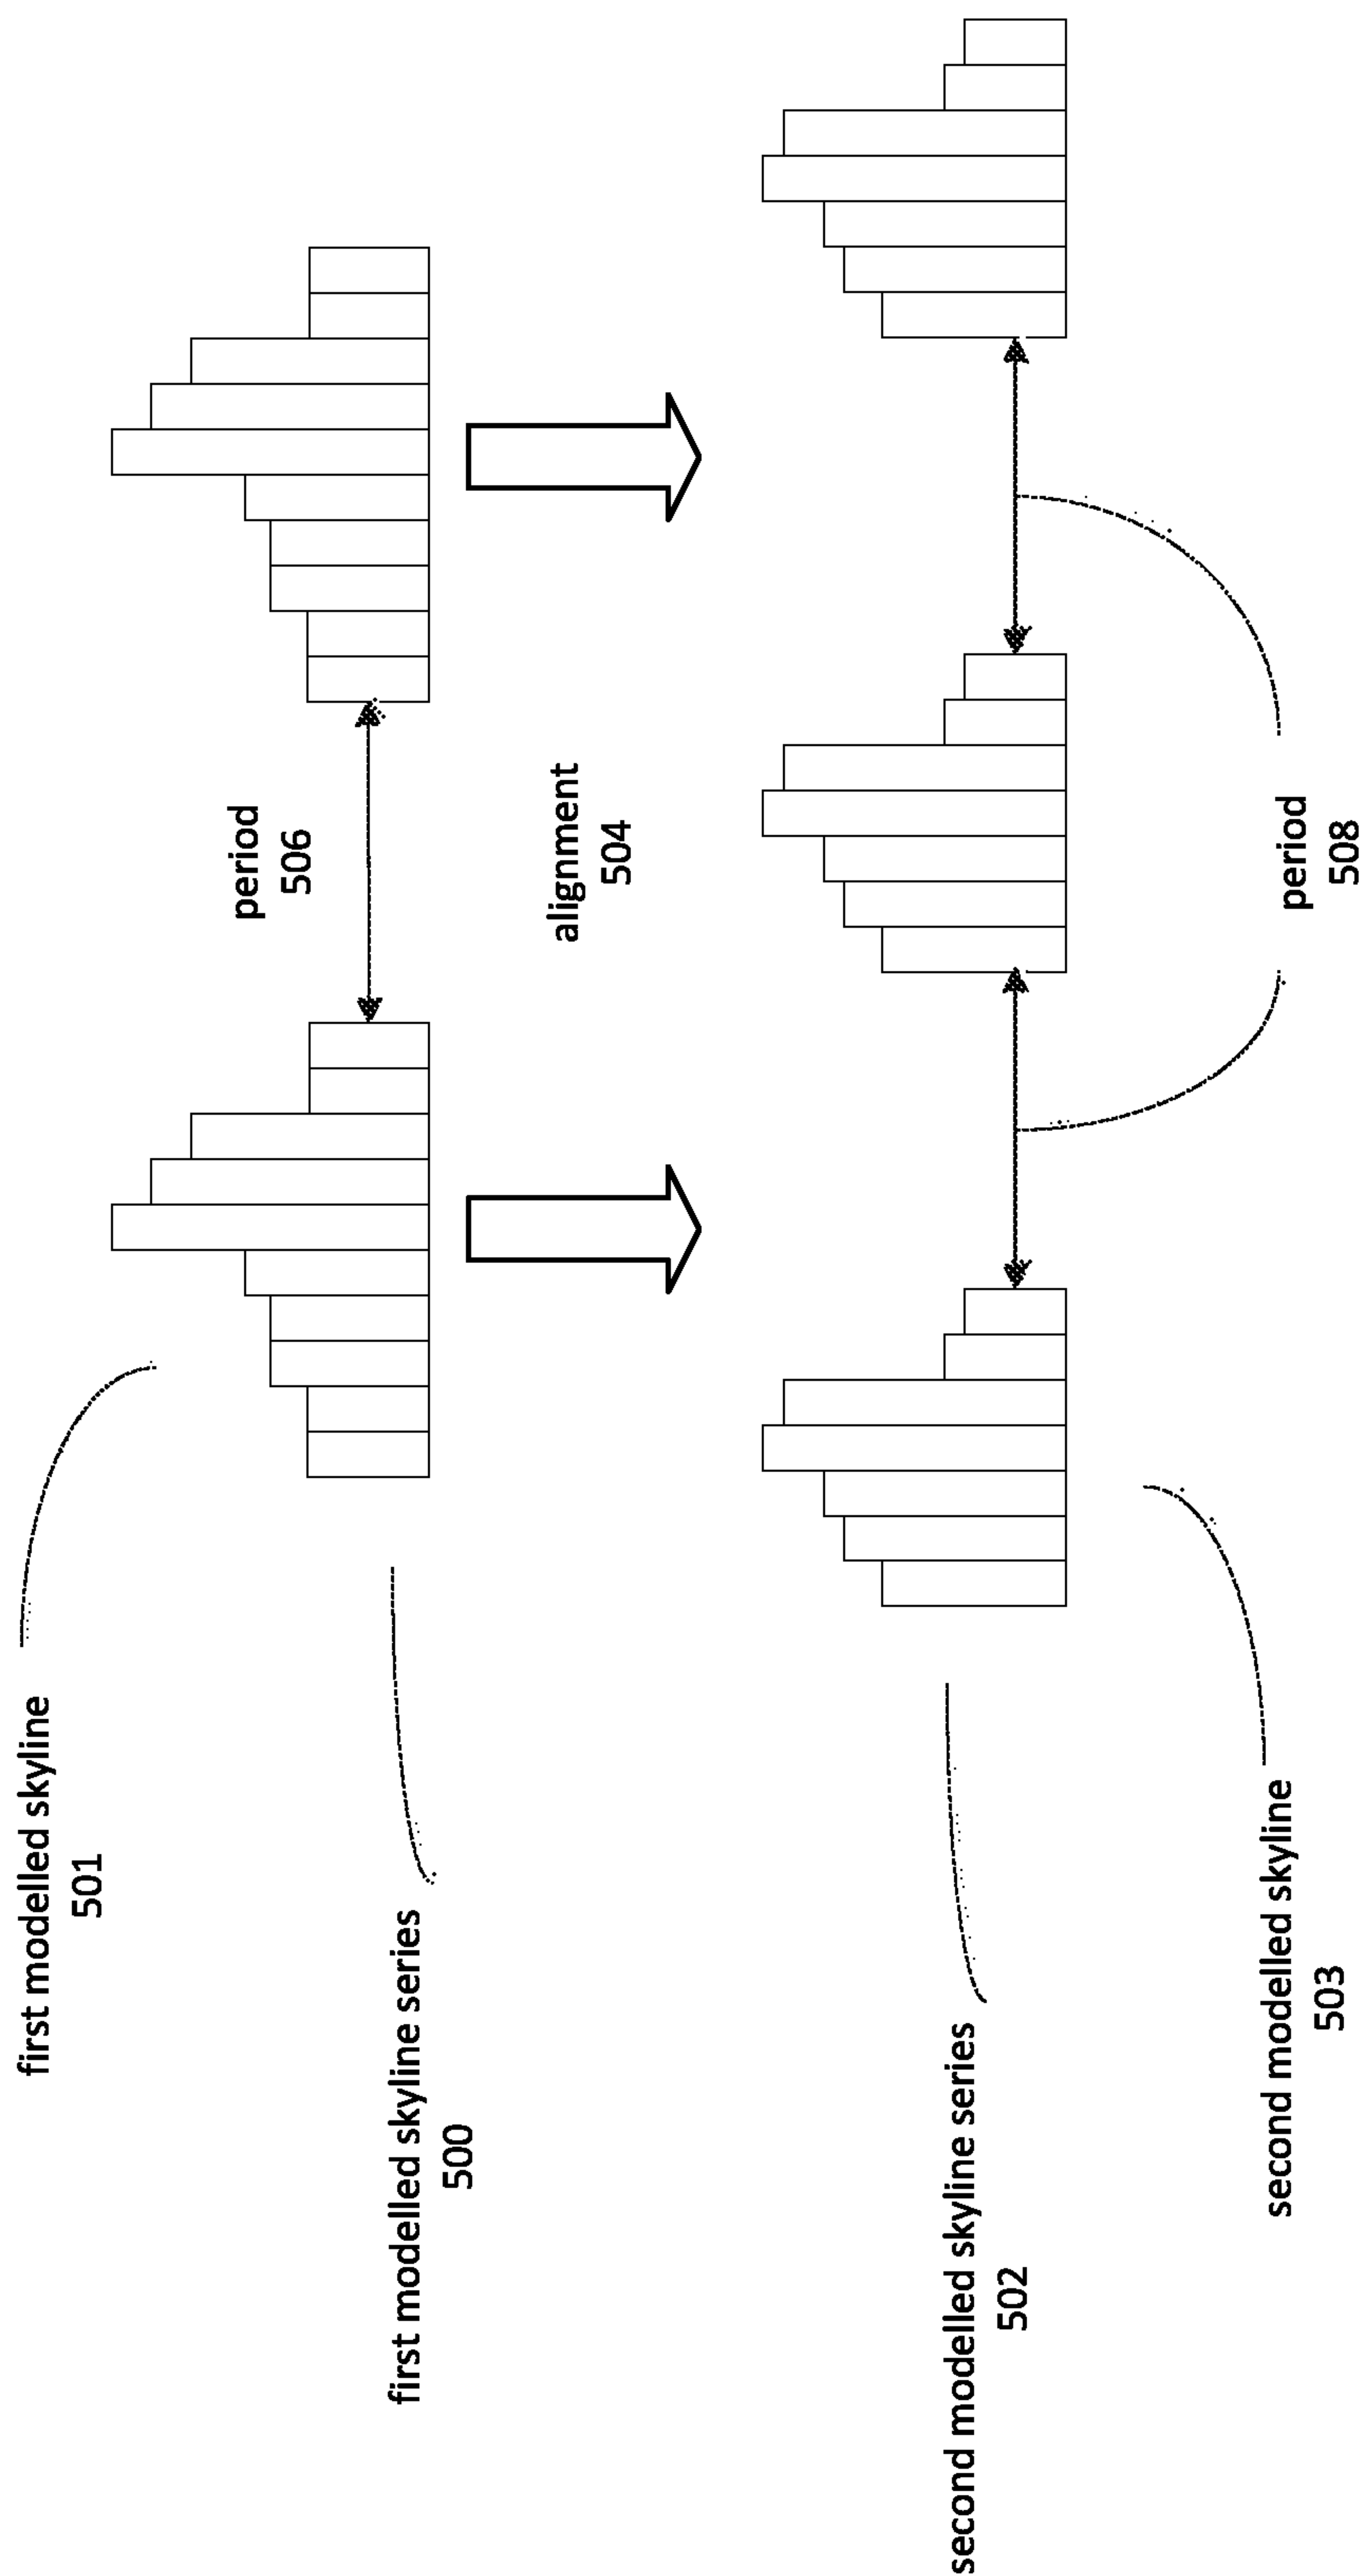 first modelled skyline
501
period
506
first modelled skyline series
500
alignment
504
second modelled skyline series
502
second modelled skyline
503
period
508